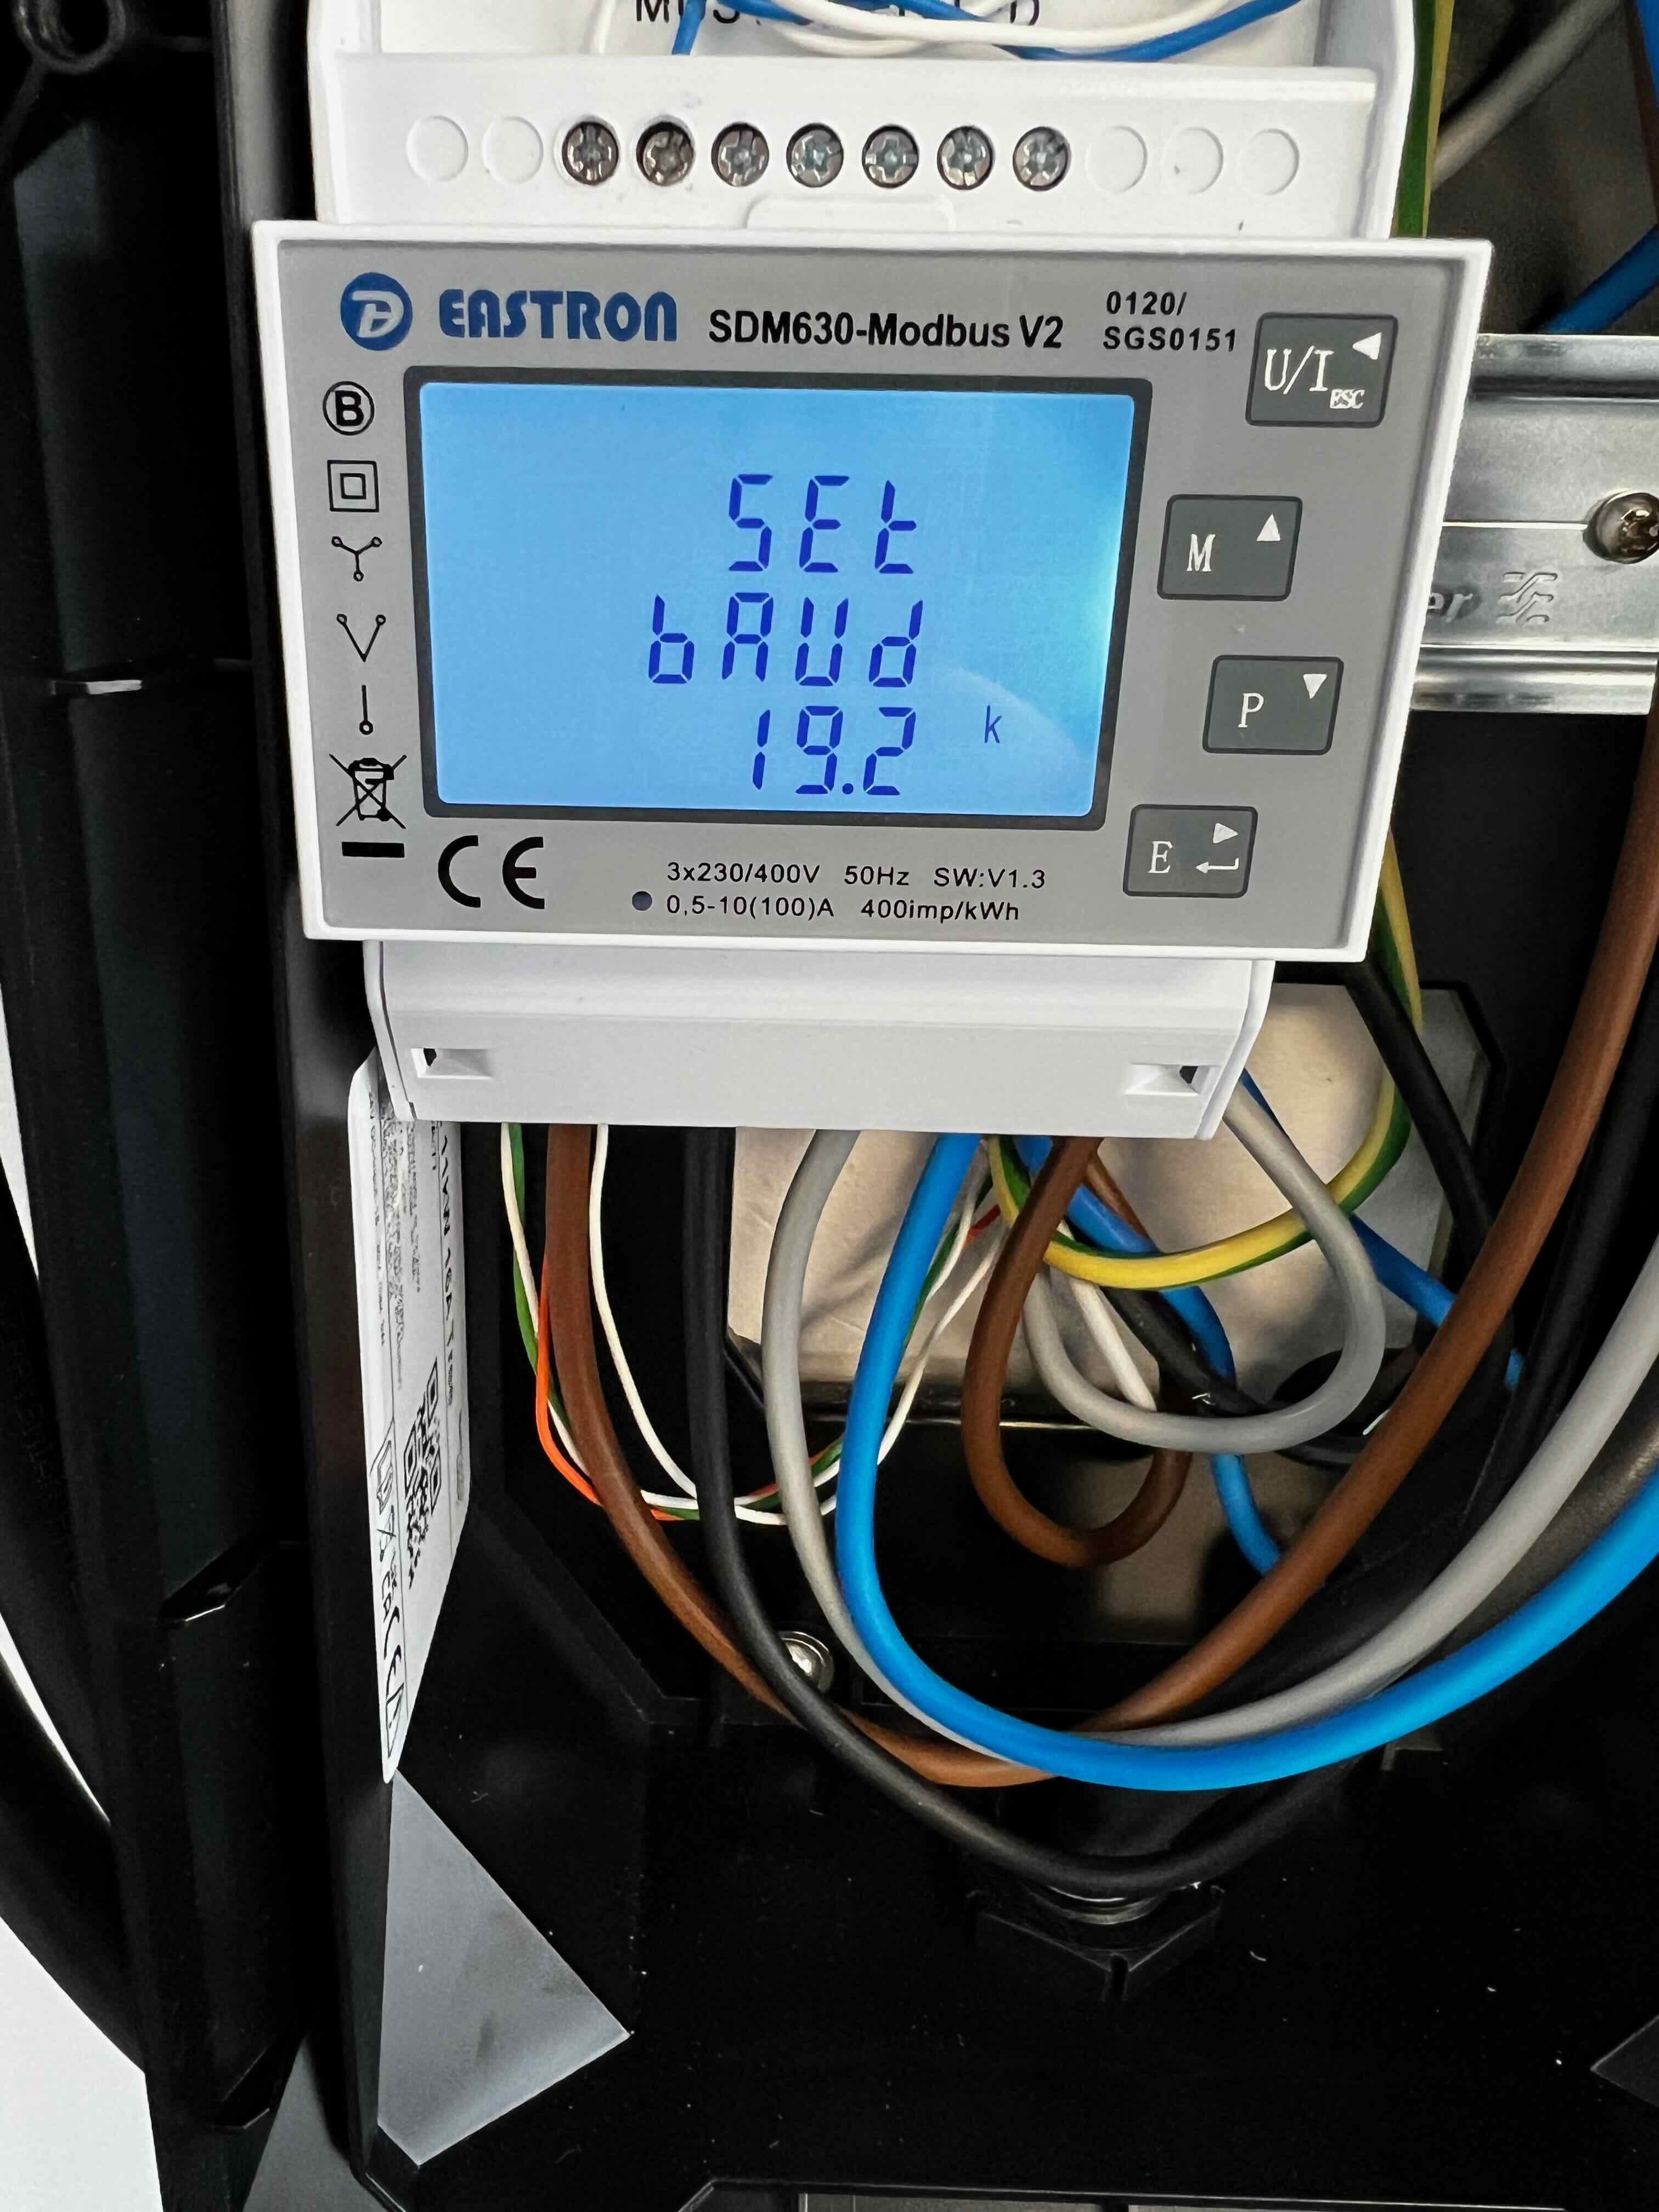 EASTRON SDM630-Modbus V2
0120/
SGS0151
U/I
ESC
B
SEt
M
bAUd
P
19.2 k
E
CE
3x230/400V 50Hz SW:V1.3
0,5-10(100)A 400imp/kWh